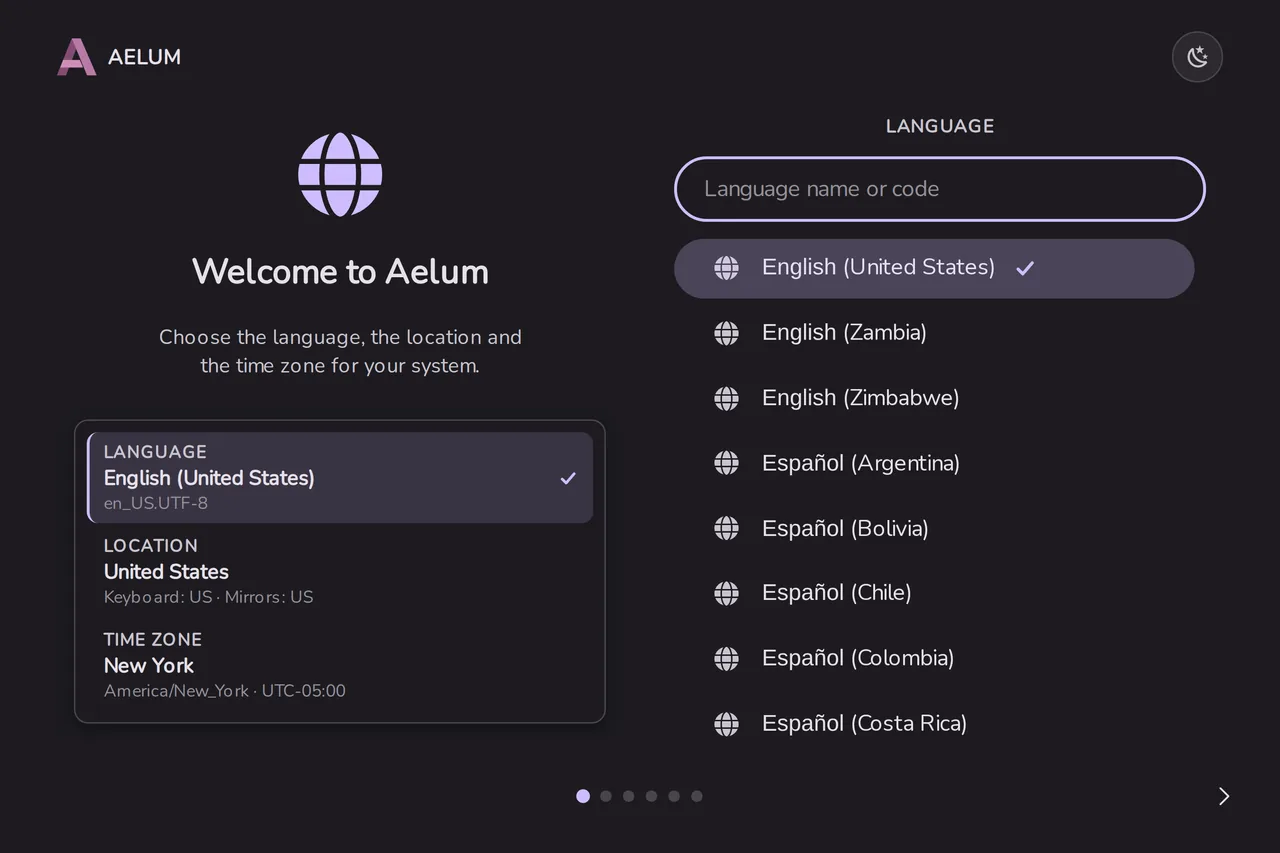 AELUM
Welcome to Aelum
Choose the language, the location and
the time zone for your system.
LANGUAGE
English (United States)
en_US.UTF-8
LOCATION
United States
Keyboard: US · Mirrors: US
TIME ZONE
New York
America/New_York · UTC-05:00
LANGUAGE
Language name or code
English (United States)
English (Zambia)
English (Zimbabwe)
Español (Argentina)
Español (Bolivia)
Español (Chile)
Español (Colombia)
Español (Costa Rica)